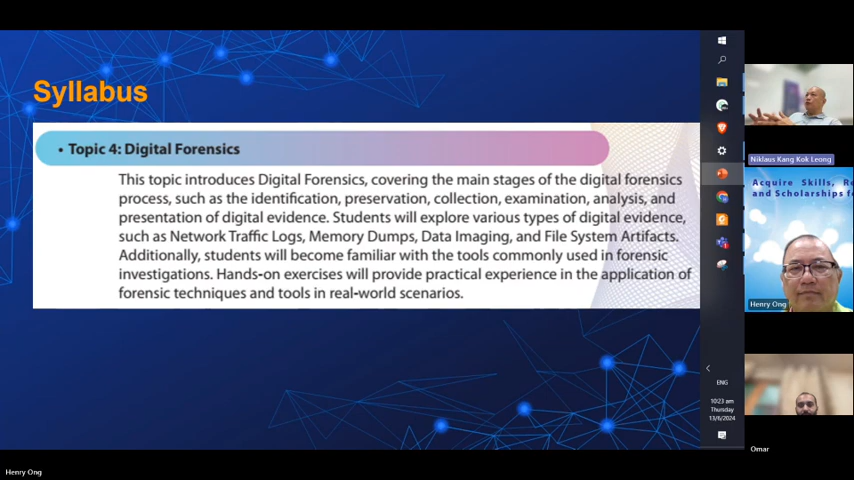 Syllabus
• Topic 4: Digital Forensics
This topic introduces Digital Forensics, covering the main stages of the digital forensics
process, such as the identification, preservation, collection, examination, analysis, and
presentation of digital evidence. Students will explore various types of digital evidence,
such as Network Traffic Logs, Memory Dumps, Data Imaging, and File System Artifacts.
Additionally, students will become familiar with the tools commonly used in forensic
investigations. Hands-on exercises will provide practical experience in the application of
forensic techniques and tools in real-world scenarios.
ENG
10:23 am
Thursday
13/6/2024
Niklaus Kang Kok Leong
Acquire Skills, Re
and Scholarships fo
Henry Ong
Omar
Henry Ong